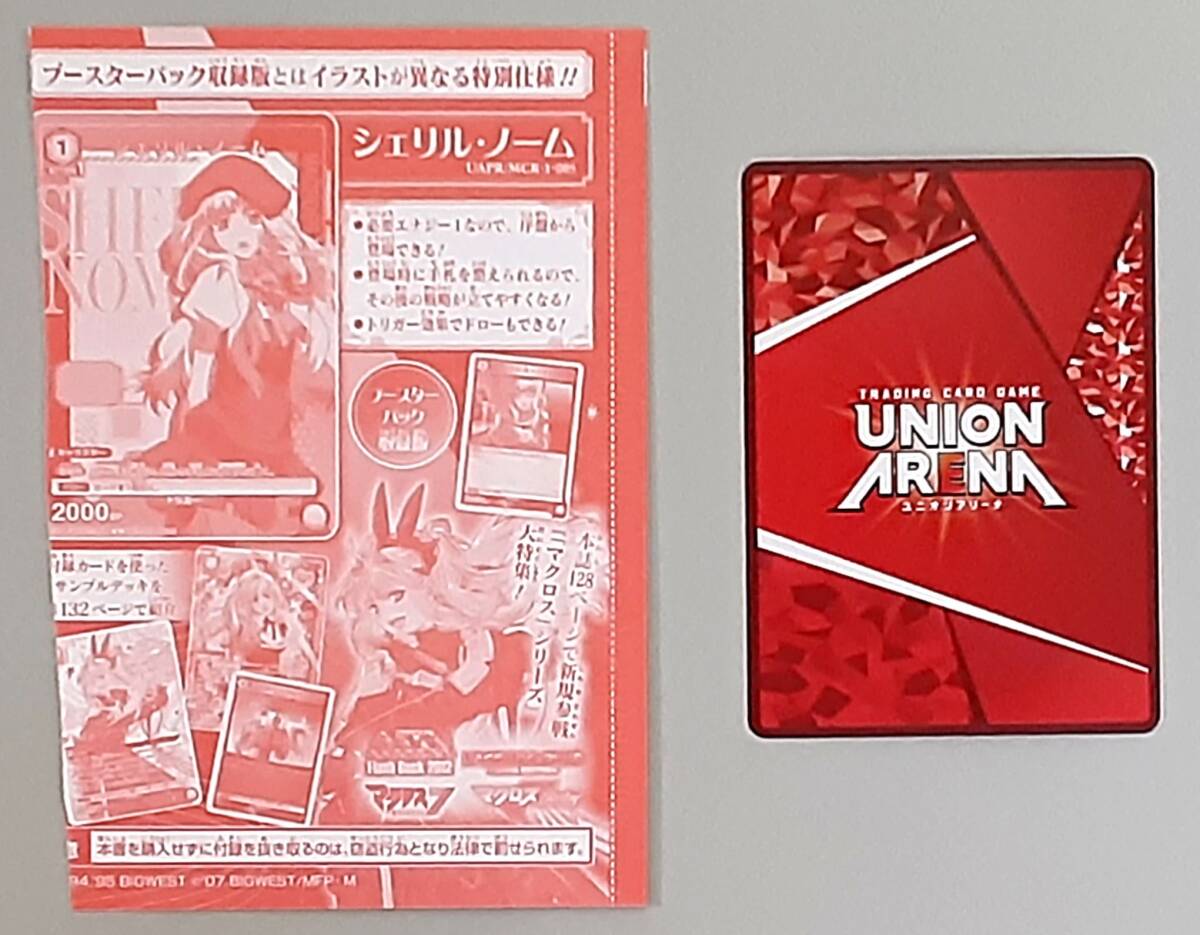 ブースターパック収録版とはイラストが異なる特別仕様!!
1
シェリル・ノーム
UAPR/MCR-1-001
●必要エナジー1なので、序盤から
登場できる!
●登場時に手札を整えられるので、
その後の戦略が立てやすくなる!
●トリガー効果でドローもできる!
2000
ブースター
パック
収録版
本誌128ページで新規参戦
「マクロス」シリーズ
大特集!
付録カードを使った
サンプルデッキを
132ページで紹介
Flash Back 2012
マクロス7
マクロス
本書を購入せずに付録を抜き取るのは、窃盗行為となり法律で罰せられます。
94,'95 BIGWEST ©'07 BIGWEST/MFP・M
TRADING CARD GAME
UNION
ARENA
ユニオンアリーナ